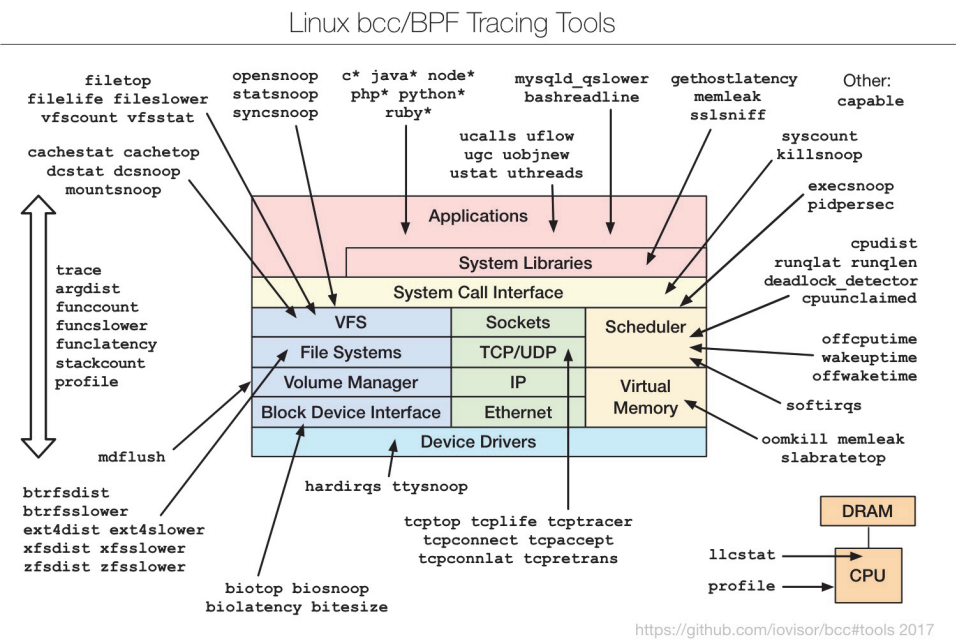 Linux bcc/BPF Tracing Tools
filetop
filelife fileslower
vfscount vfsstat
opensnoop
statsnoop
syncsnoop
c* java* node*
php* python*
ruby*
mysqld_qslower
bashreadline
gethostlatency
memleak
sslsniff
Other:
capable
ucalls uflow
ugc uobjnew
ustat uthreads
syscount
killsnoop
cachestat cachetop
dcstat dcsnoop
mountsnoop
execsnoop
pidpersec
Applications
System Libraries
System Call Interface
VFS
Sockets
Scheduler
File Systems
TCP/UDP
Volume Manager
IP
Virtual
Memory
Block Device Interface
Ethernet
Device Drivers
cpudist
runqlat runqlen
deadlock_detector
cpuunclaimed
trace
argdist
funccount
funcslower
funclatency
stackcount
profile
offcputime
wakeuptime
offwaketime
softirqs
oomkill memleak
slabratetop
mdflush
hardirqs ttysnoop
btrfsdist
btrfsslower
ext4dist ext4slower
xfsdist xfsslower
zfsdist zfsslower
tcptop tcplife tcptracer
tcpconnect tcpaccept
tcpconnlat tcpretrans
biotop biosnoop
biolatency bitesize
DRAM
llcstat
CPU
profile
https://github.com/iovisor/bcc#tools 2017